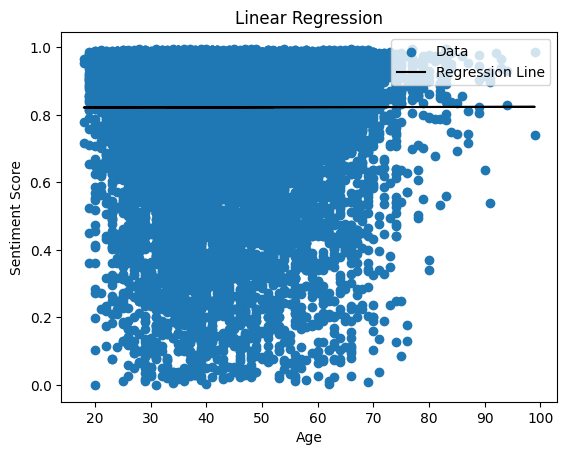 Linear Regression
Data
Regression Line
1.0
0.8
0.6
0.4
0.2
0.0
Sentiment Score
20 30 40 50 60 70 80 90 100
Age